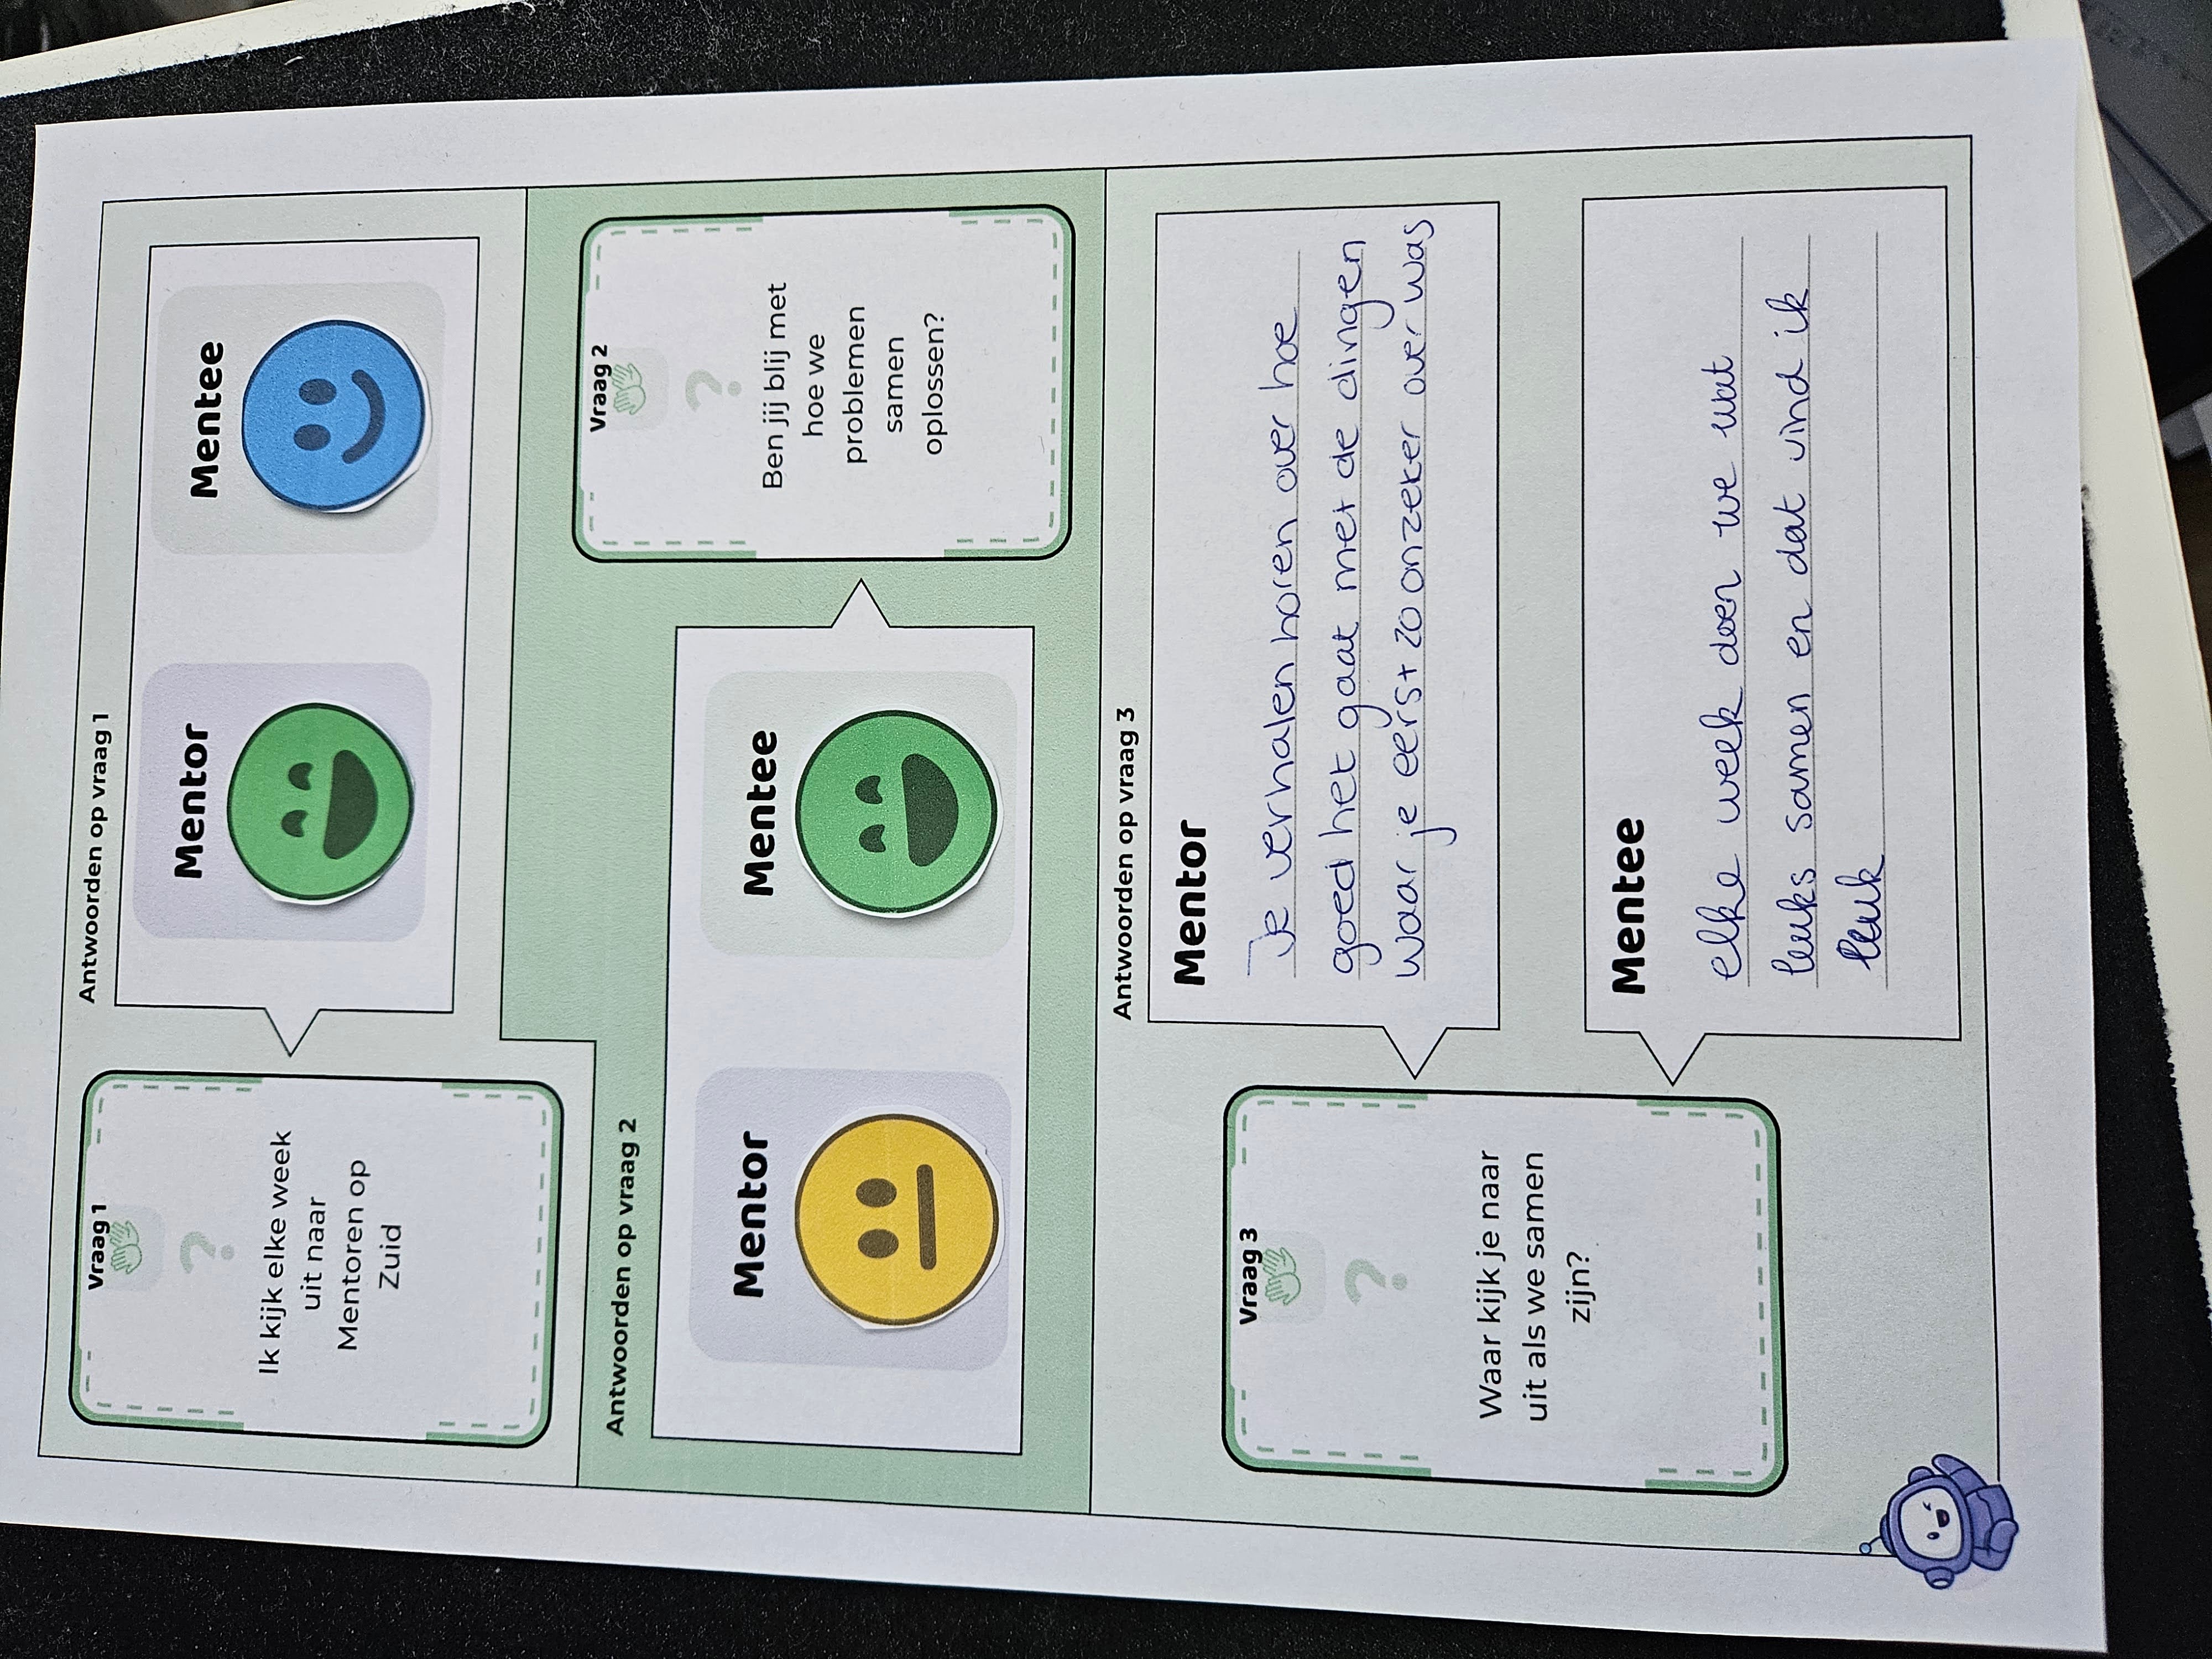 Vraag 1
Ik kijk elke week
uit naar
Mentoren op
Zuid
Antwoorden op vraag 1
Mentor
Mentee
Antwoorden op vraag 2
Mentor
Mentee
Vraag 2
Ben jij blij met
hoe we
problemen
samen
oplossen?
Vraag 3
Waar kijk je naar
uit als we samen
zijn?
Antwoorden op vraag 3
Mentor
Je verhalen horen over hoe
goed het gaat met de dingen
waar je eerst zo onzeker over was
Mentee
elke week doen we wat
leuks samen en dat vind ik
leuk